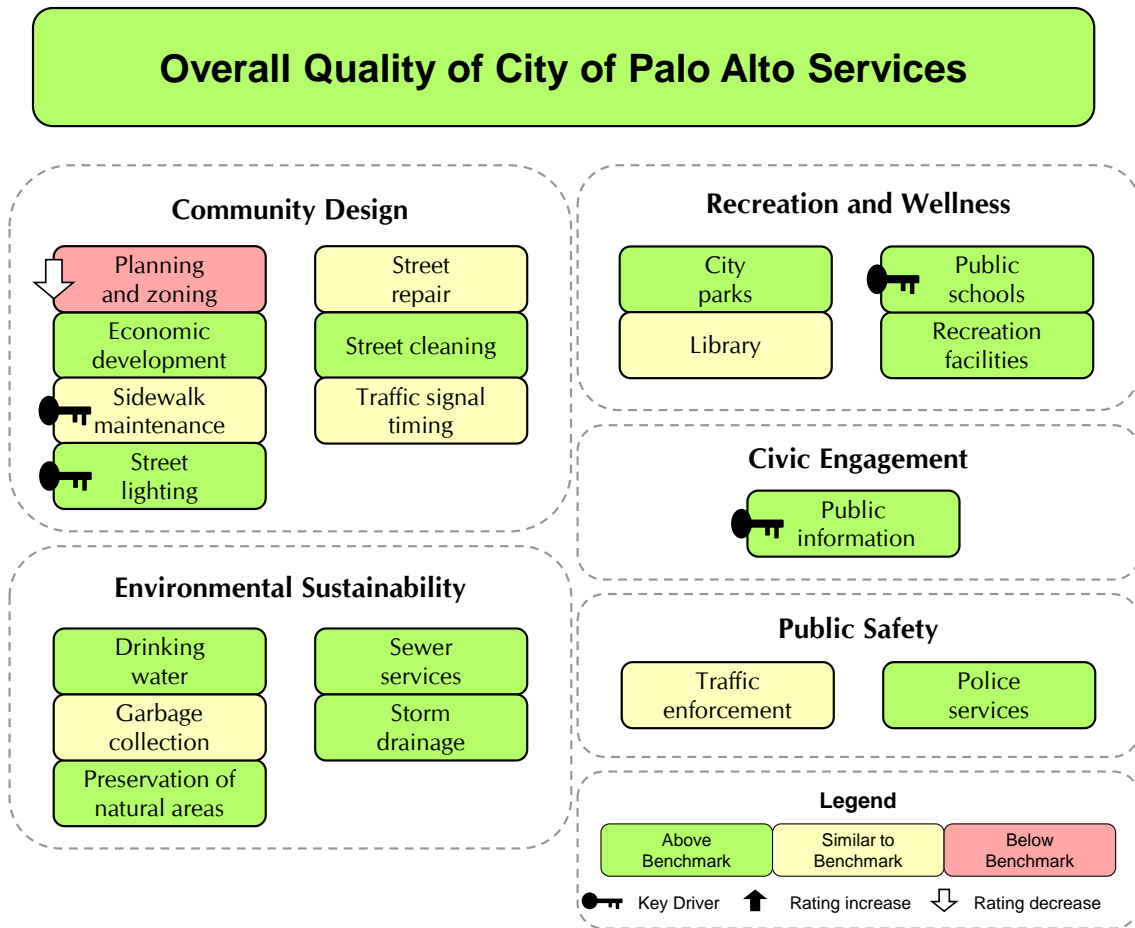 Overall Quality of City of Palo Alto Services
Community Design
Planning
and zoning
Economic
development
Sidewalk
maintenance
Street
lighting
Street
repair
Street cleaning
Traffic signal
timing
Recreation and Wellness
City
parks
Library
Public
schools
Recreation
facilities
Civic Engagement
Public
information
Environmental Sustainability
Drinking
water
Garbage
collection
Preservation of
natural areas
Sewer
services
Storm
drainage
Public Safety
Traffic
enforcement
Police
services
Legend
Above
Benchmark
Similar to
Benchmark
Below
Benchmark
Key Driver
Rating increase
Rating decrease